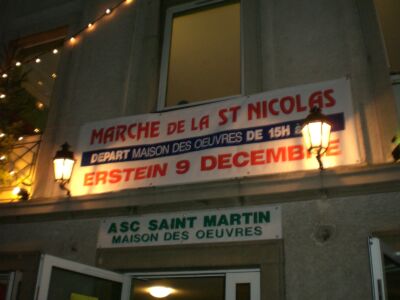 MARCHE DE LA ST NICOLAS
DEPART MAISON DES OEUVRES DE 15H à
ERSTEIN 9 DECEMBRE
ASC SAINT MARTIN
MAISON DES OEUVRES